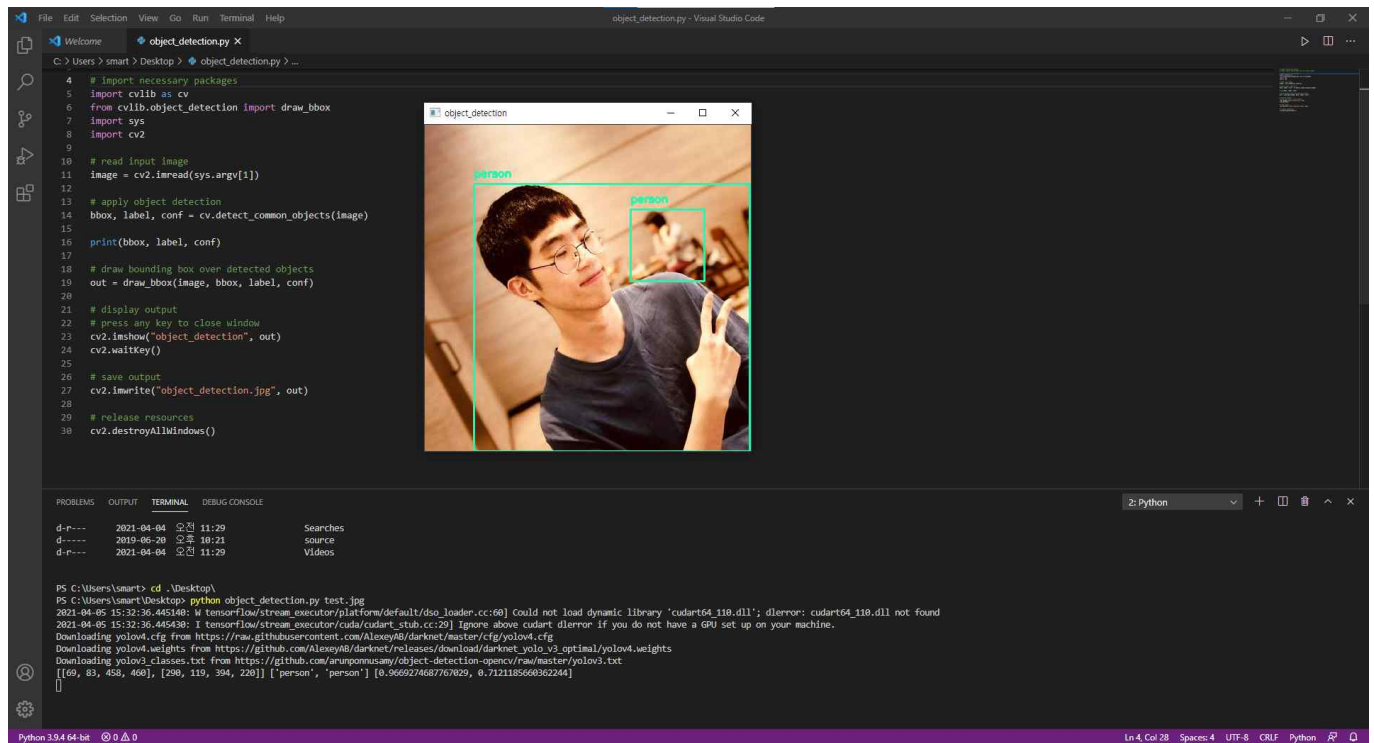 File Edit Selection View Go Run Terminal Help
object_detection.py - Visual Studio Code
Welcome
object_detection.py
C: > Users > smart > Desktop > object_detection.py > ...
4 # import necessary packages
5 import cvlib as cv
6 from cvlib.object_detection import draw_bbox
7 import sys
8 import cv2
9
10 # read input image
11 image = cv2.imread(sys.argv[1])
12
13 # apply object detection
14 bbox, label, conf = cv.detect_common_objects(image)
15
16 print(bbox, label, conf)
17
18 # draw bounding box over detected objects
19 out = draw_bbox(image, bbox, label, conf)
20
21 # display output
22 # press any key to close window
23 cv2.imshow("object_detection", out)
24 cv2.waitKey()
25
26 # save output
27 cv2.imwrite("object_detection.jpg", out)
28
29 # release resources
30 cv2.destroyAllWindows()
object_detection
person
person
PROBLEMS OUTPUT TERMINAL DEBUG CONSOLE
2: Python
d-r--- 2021-04-04 오전 11:29 Searches
d----- 2019-06-20 오후 10:21 source
d-r--- 2021-04-04 오전 11:29 Videos
PS C:\Users\smart> cd .\Desktop\
PS C:\Users\smart\Desktop> python object_detection.py test.jpg
2021-04-05 15:32:36.445140: W tensorflow/stream_executor/platform/default/dso_loader.cc:60] Could not load dynamic library 'cudart64_110.dll'; dlerror: cudart64_110.dll not found
2021-04-05 15:32:36.445430: I tensorflow/stream_executor/cuda/cudart_stub.cc:29] Ignore above cudart dlerror if you do not have a GPU set up on your machine.
Downloading yolov4.cfg from https://raw.githubusercontent.com/AlexeyAB/darknet/master/cfg/yolov4.cfg
Downloading yolov4.weights from https://github.com/AlexeyAB/darknet/releases/download/darknet_yolo_v3_optimal/yolov4.weights
Downloading yolov3_classes.txt from https://github.com/arunponnusamy/object-detection-opencv/raw/master/yolov3.txt
[[69, 83, 458, 460], [290, 119, 394, 220]] ['person', 'person'] [0.9669274687767029, 0.7121185660362244]
Python 3.9.4 64-bit 0 0
Ln 4, Col 28 Spaces: 4 UTF-8 CRLF Python